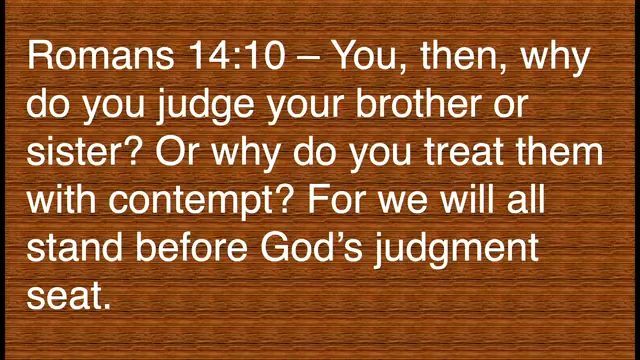 Romans 14:10 – You, then, why
do you judge your brother or
sister? Or why do you treat them
with contempt? For we will all
stand before God’s judgment
seat.